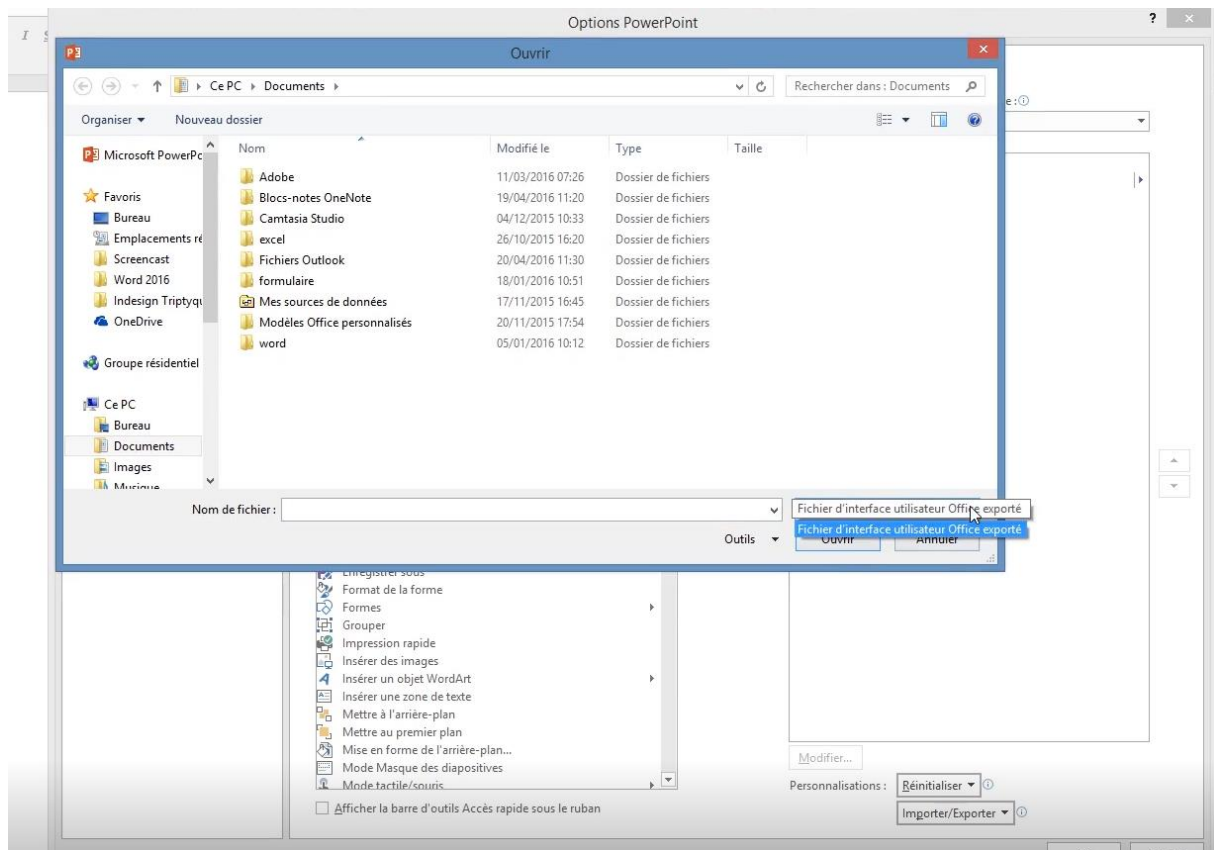 Options PowerPoint
?
I
Ouvrir
Ce PC Documents
Rechercher dans : Documents
e :
Organiser
Nouveau dossier
Nom Modifié le Type Taille
Microsoft PowerPc
Favoris
Bureau
Emplacements ré
Screencast
Word 2016
Indesign Triptyqu
OneDrive
Groupe résidentiel
Ce PC
Bureau
Documents
Images
Musique
Adobe 11/03/2016 07:26 Dossier de fichiers
Blocs-notes OneNote 19/04/2016 11:20 Dossier de fichiers
Camtasia Studio 04/12/2015 10:33 Dossier de fichiers
excel 26/10/2015 16:20 Dossier de fichiers
Fichiers Outlook 20/04/2016 11:30 Dossier de fichiers
formulaire 18/01/2016 10:51 Dossier de fichiers
Mes sources de données 17/11/2015 16:45 Dossier de fichiers
Modèles Office personnalisés 20/11/2015 17:54 Dossier de fichiers
word 05/01/2016 10:12 Dossier de fichiers
Nom de fichier :
Fichier d'interface utilisateur Office exporté
Fichier d'interface utilisateur Office exporté
Outils
Ouvrir
Annuler
Enregistrer sous
Format de la forme
Formes
Grouper
Impression rapide
Insérer des images
Insérer un objet WordArt
Insérer une zone de texte
Mettre à l'arrière-plan
Mettre au premier plan
Mise en forme de l'arrière-plan...
Mode Masque des diapositives
Mode tactile/souris
Afficher la barre d'outils Accès rapide sous le ruban
Modifier...
Personnalisations : Réinitialiser
Importer/Exporter